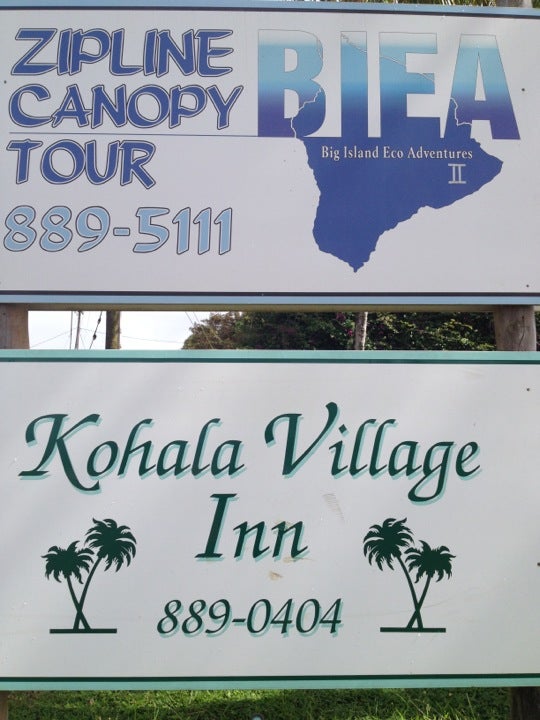 ZIPLINE
CANOPY
TOUR
889-5111
BIEA
Big Island Eco Adventures
II
Kohala Village
Inn
889-0404